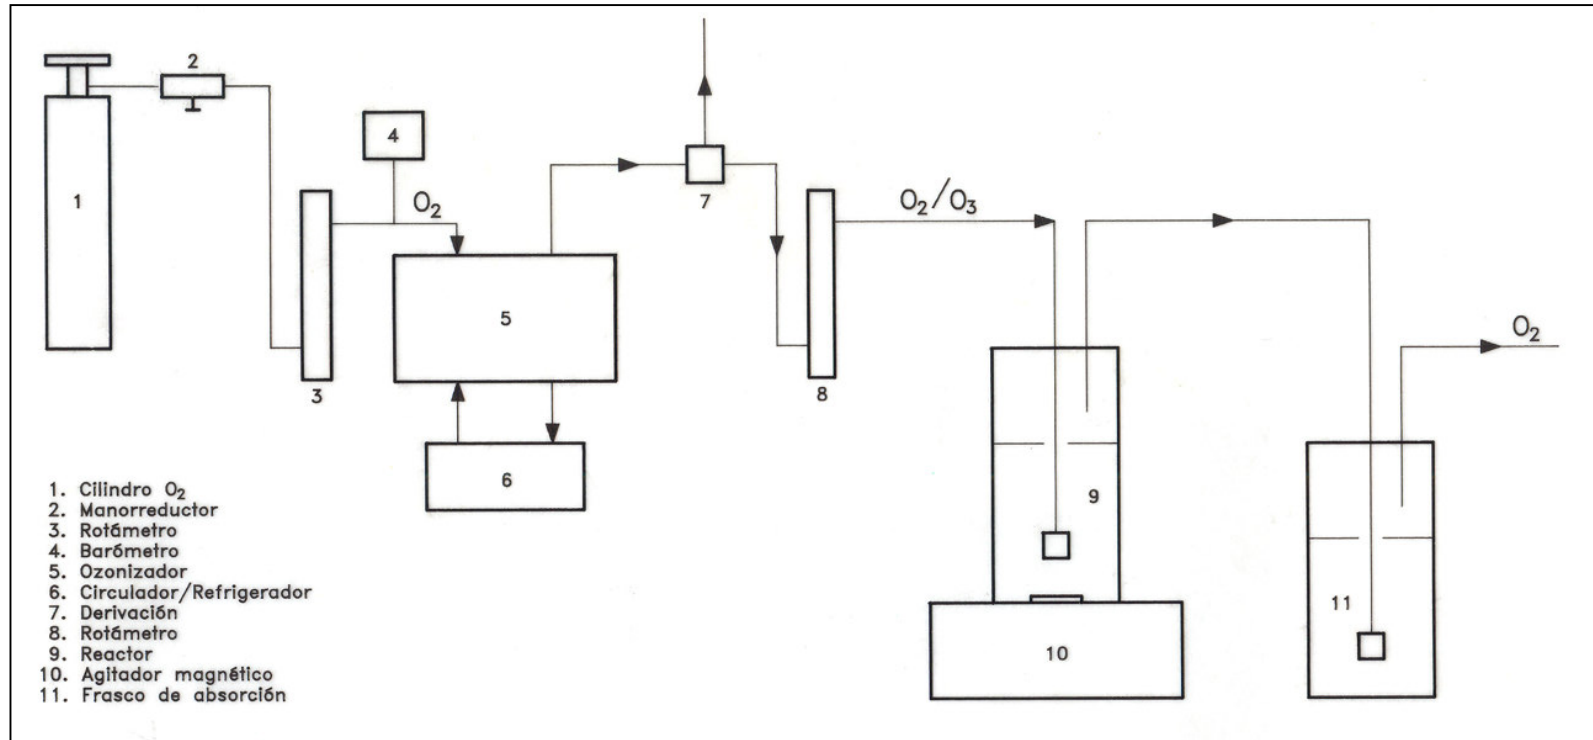 1
2
3
4
O₂
5
6
7
8
O₂/O₃
9
10
11
O₂
1. Cilindro O₂
2. Manorreductor
3. Rotámetro
4. Barómetro
5. Ozonizador
6. Circulador/Refrigerador
7. Derivación
8. Rotámetro
9. Reactor
10. Agitador magnético
11. Frasco de absorción